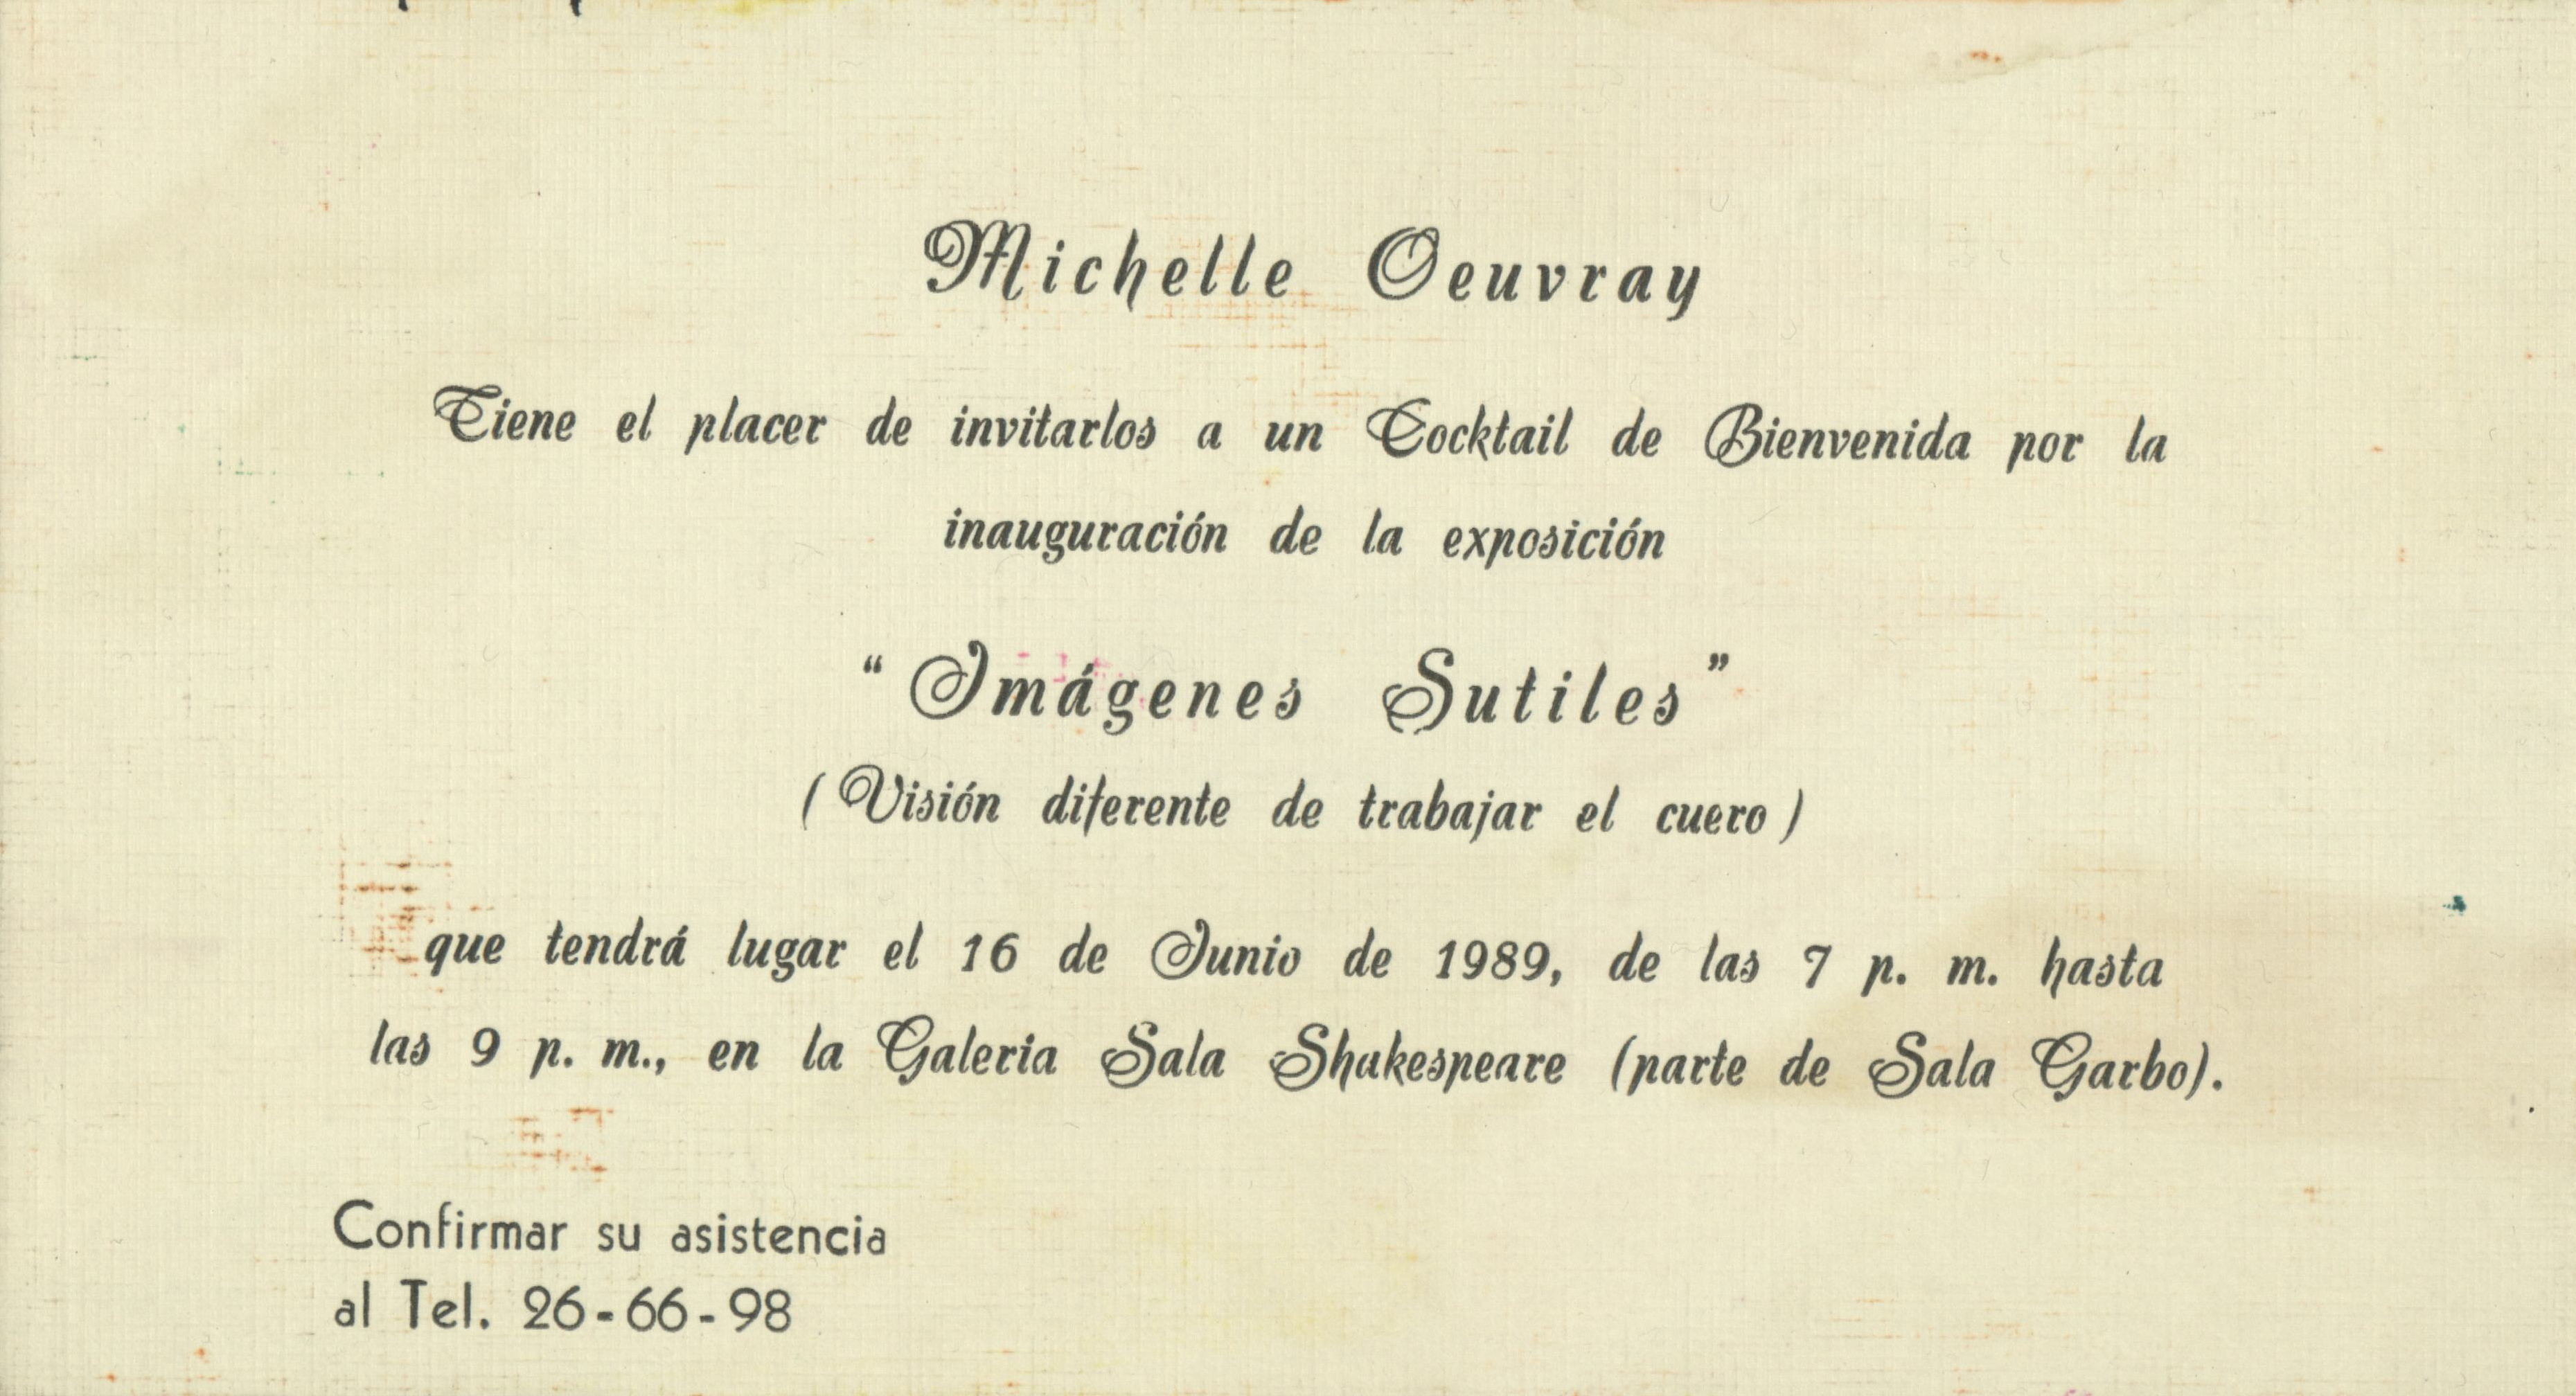 Michelle Oeuvray
Tiene el placer de invitarlos a un Cocktail de Bienvenida por la
inauguración de la exposición
“Imágenes Sutiles”
(Visión diferente de trabajar el cuero)
que tendrá lugar el 16 de Junio de 1989, de las 7 p. m. hasta
las 9 p. m., en la Galeria Sala Shakespeare (parte de Sala Garbo).
Confirmar su asistencia
al Tel. 26-66-98